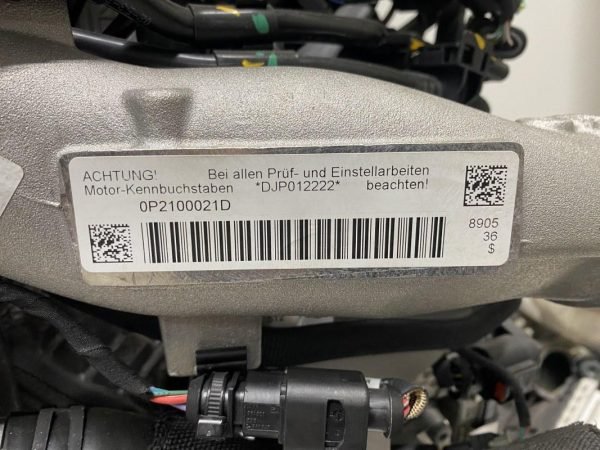 ACHTUNG! Bei allen Prüf- und Einstellarbeiten
Motor-Kennbuchstaben *DJP012222* beachten!
0P2100021D
8905
36
$